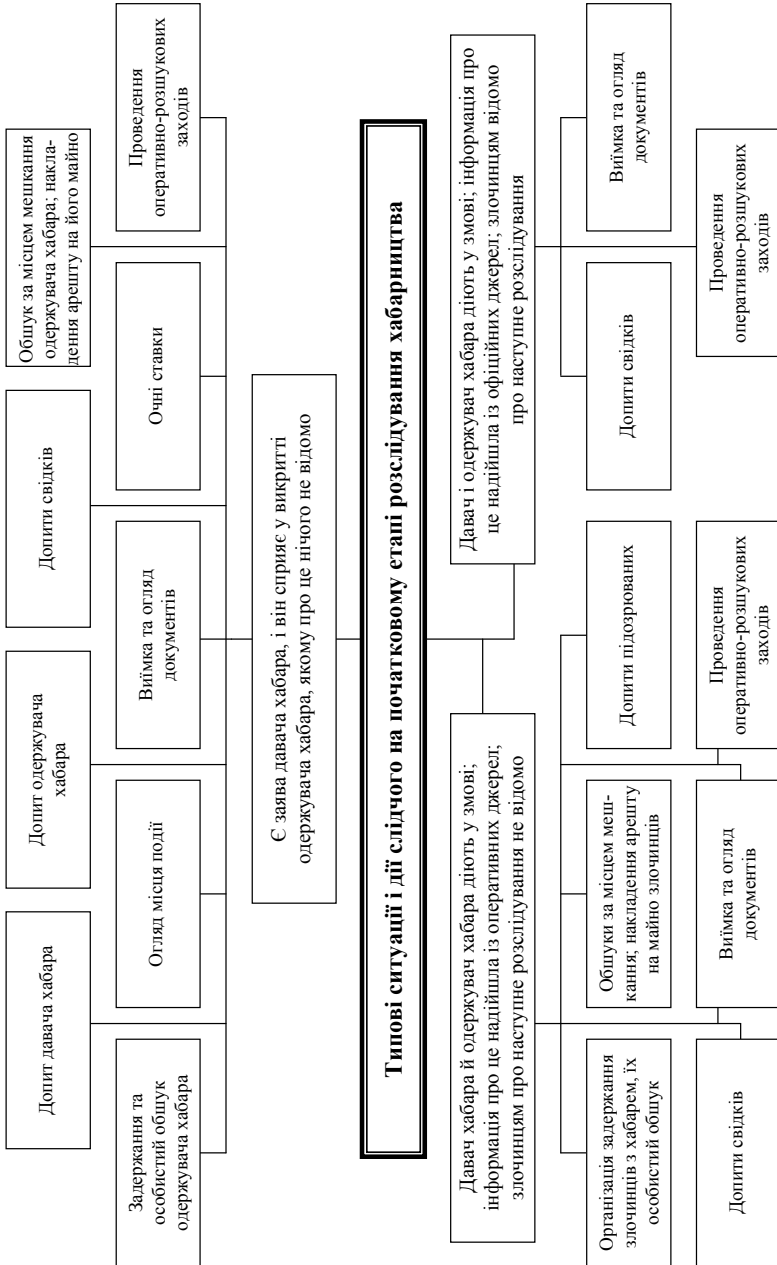 Допит давача хабара
Допит одержувача
хабара
Допити свідків
Обшук за місцем мешкання
одержувача хабара; накла-
дення арешту на його майно
Задержання та
особистий обшук
одержувача хабара
Огляд місця події
Виїмка та огляд
документів
Очні ставки
Проведення
оперативно-розшукових
заходів
Є заява давача хабара, і він сприяє у викритті
одержувача хабара, якому про це нічого не відомо
Типові ситуації і дії слідчого на початковому етапі розслідування хабарництва
Давач хабара й одержувач хабара діють у змові;
інформація про це надійшла із оперативних джерел;
злочинцям про наступне розслідування не відомо
Давач і одержувач хабара діють у змові; інформація про
це надійшла із офіційних джерел; злочинцям відомо
про наступне розслідування
Організація задержання
злочинців з хабарем, їх
особистий обшук
Обшуки за місцем меш-
кання; накладення арешту
на майно злочинців
Допити підозрюваних
Допити свідків
Виїмка та огляд
документів
Допити свідків
Виїмка та огляд
документів
Проведення
оперативно-розшукових
заходів
Проведення
оперативно-розшукових
заходів